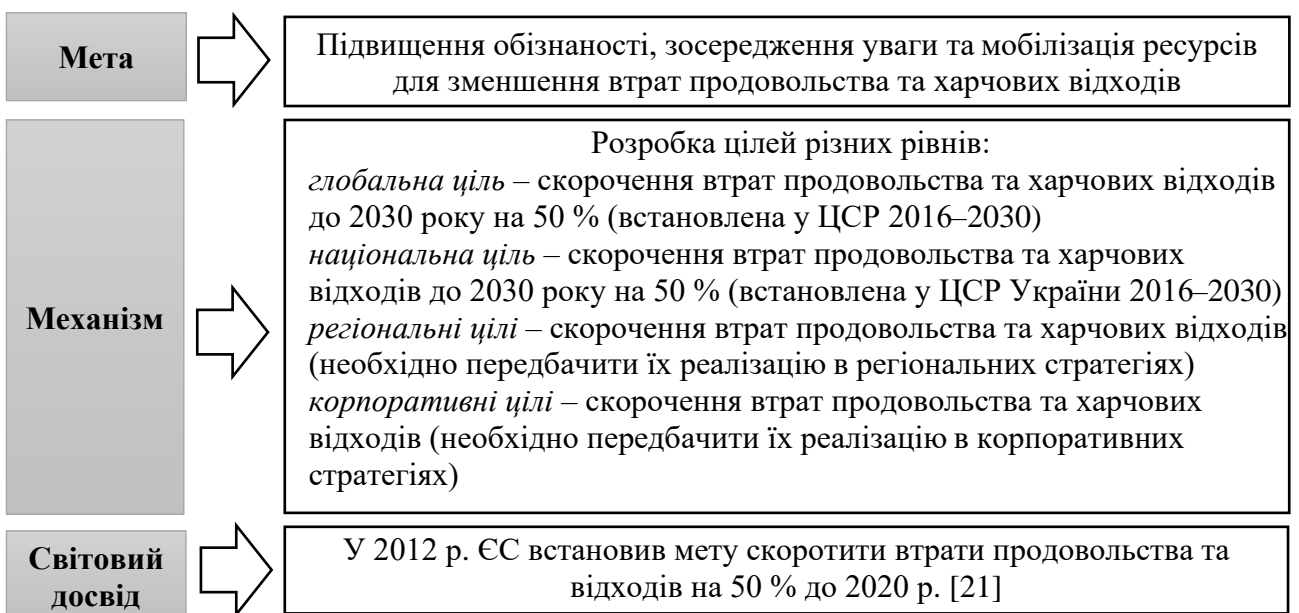 Мета
Підвищення обізнаності, зосередження уваги та мобілізація ресурсів
для зменшення втрат продовольства та харчових відходів
Механізм
Розробка цілей різних рівнів:
глобальна ціль – скорочення втрат продовольства та харчових відходів
до 2030 року на 50 % (встановлена у ЦСР 2016–2030)
національна ціль – скорочення втрат продовольства та харчових
відходів до 2030 року на 50 % (встановлена у ЦСР України 2016–2030)
регіональні цілі – скорочення втрат продовольства та харчових відходів
(необхідно передбачити їх реалізацію в регіональних стратегіях)
корпоративні цілі – скорочення втрат продовольства та харчових
відходів (необхідно передбачити їх реалізацію в корпоративних
стратегіях)
Світовий
досвід
У 2012 р. ЄС встановив мету скоротити втрати продовольства та
відходів на 50 % до 2020 р. [21]